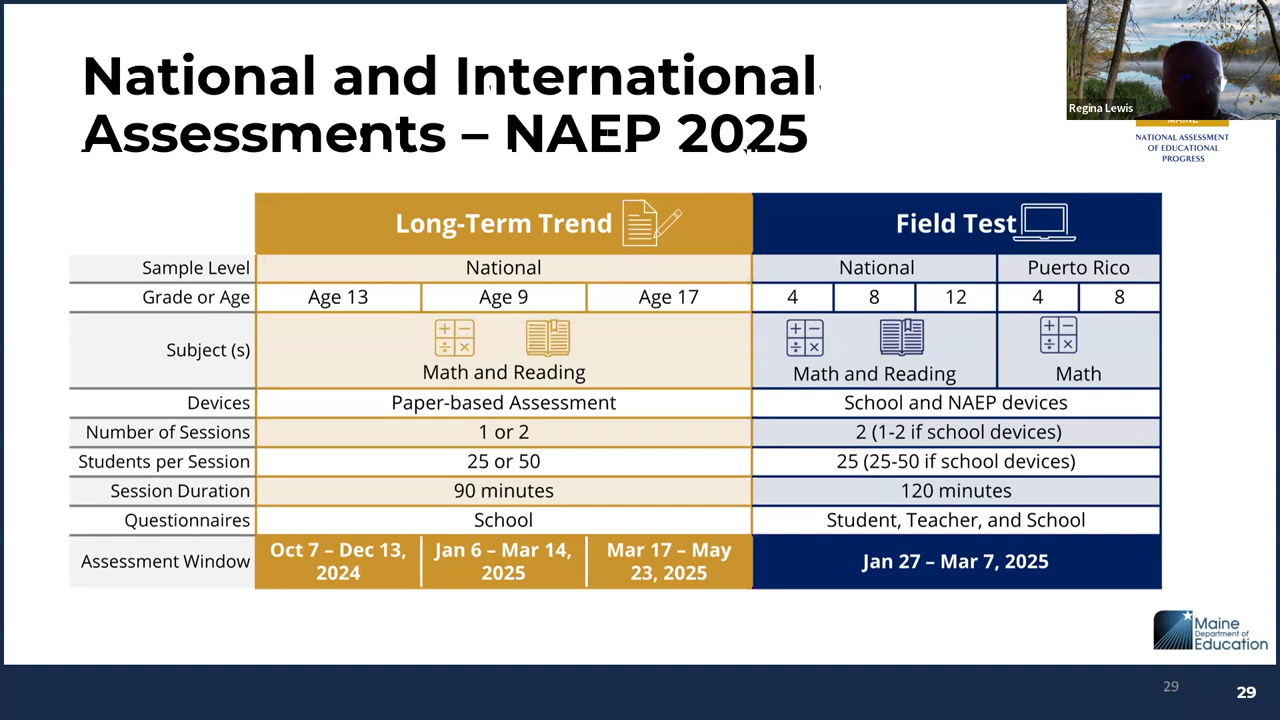 National and International
Assessments – NAEP 2025
Regina Lewis
MAINE
NATIONAL ASSESSMENT
OF EDUCATIONAL
PROGRESS
Long-Term Trend
Field Test
Sample Level
National
National
Puerto Rico
Grade or Age
Age 13
Age 9
Age 17
4
8
12
4
8
Subject (s)
Math and Reading
Math and Reading
Math
Devices
Paper-based Assessment
School and NAEP devices
Number of Sessions
1 or 2
2 (1-2 if school devices)
Students per Session
25 or 50
25 (25-50 if school devices)
Session Duration
90 minutes
120 minutes
Questionnaires
School
Student, Teacher, and School
Assessment Window
Oct 7 – Dec 13,
2024
Jan 6 – Mar 14,
2025
Mar 17 – May
23, 2025
Jan 27 – Mar 7, 2025
Maine
Department of
Education
29
29